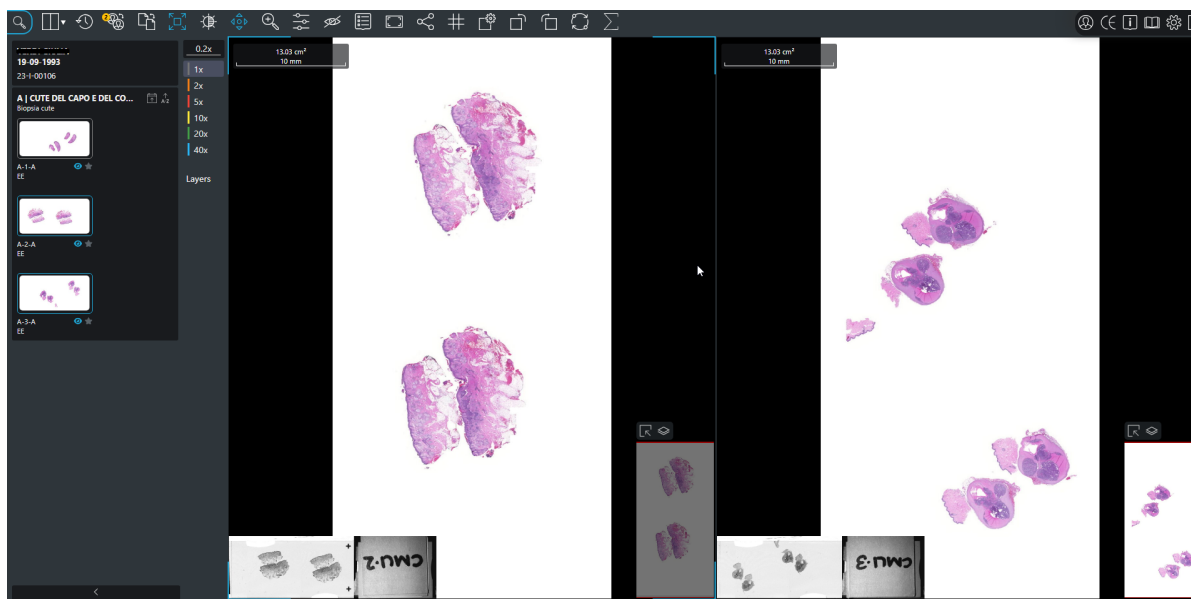 2
CE
19-09-1993
23-I-00106
A | CUTE DEL CAPO E DEL CO...
Biopsia cute
A-Z
A-1-A
EE
A-2-A
EE
A-3-A
EE
0.2x
1x
2x
5x
10x
20x
40x
Layers
13.03 cm²
10 mm
CMU-2
13.03 cm²
10 mm
CMU-3